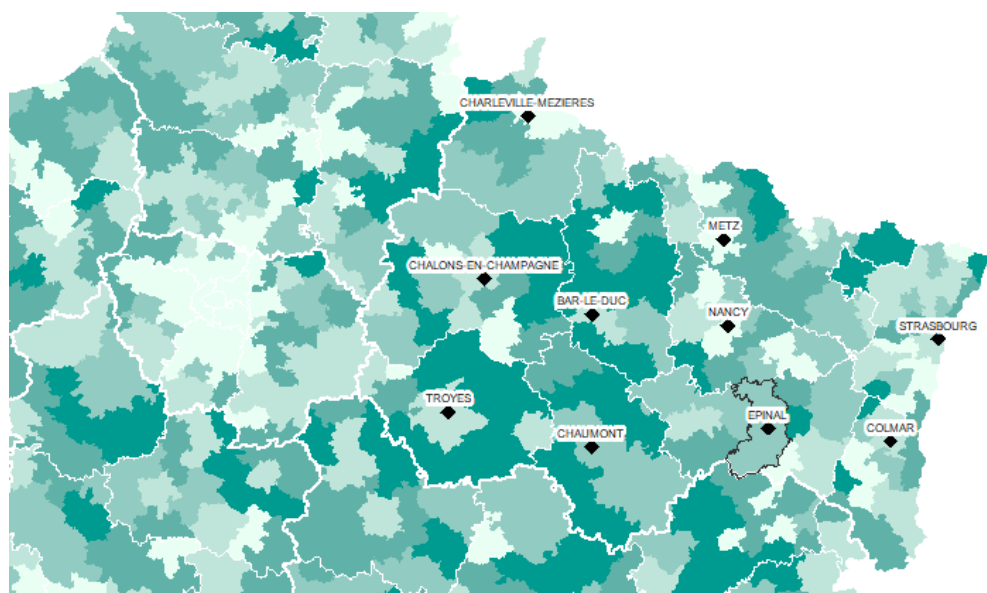 CHARLEVILLE-MEZIERES
METZ
CHALONS-EN-CHAMPAGNE
BAR-LE-DUC
NANCY
STRASBOURG
TROYES
EPINAL
CHAUMONT
COLMAR